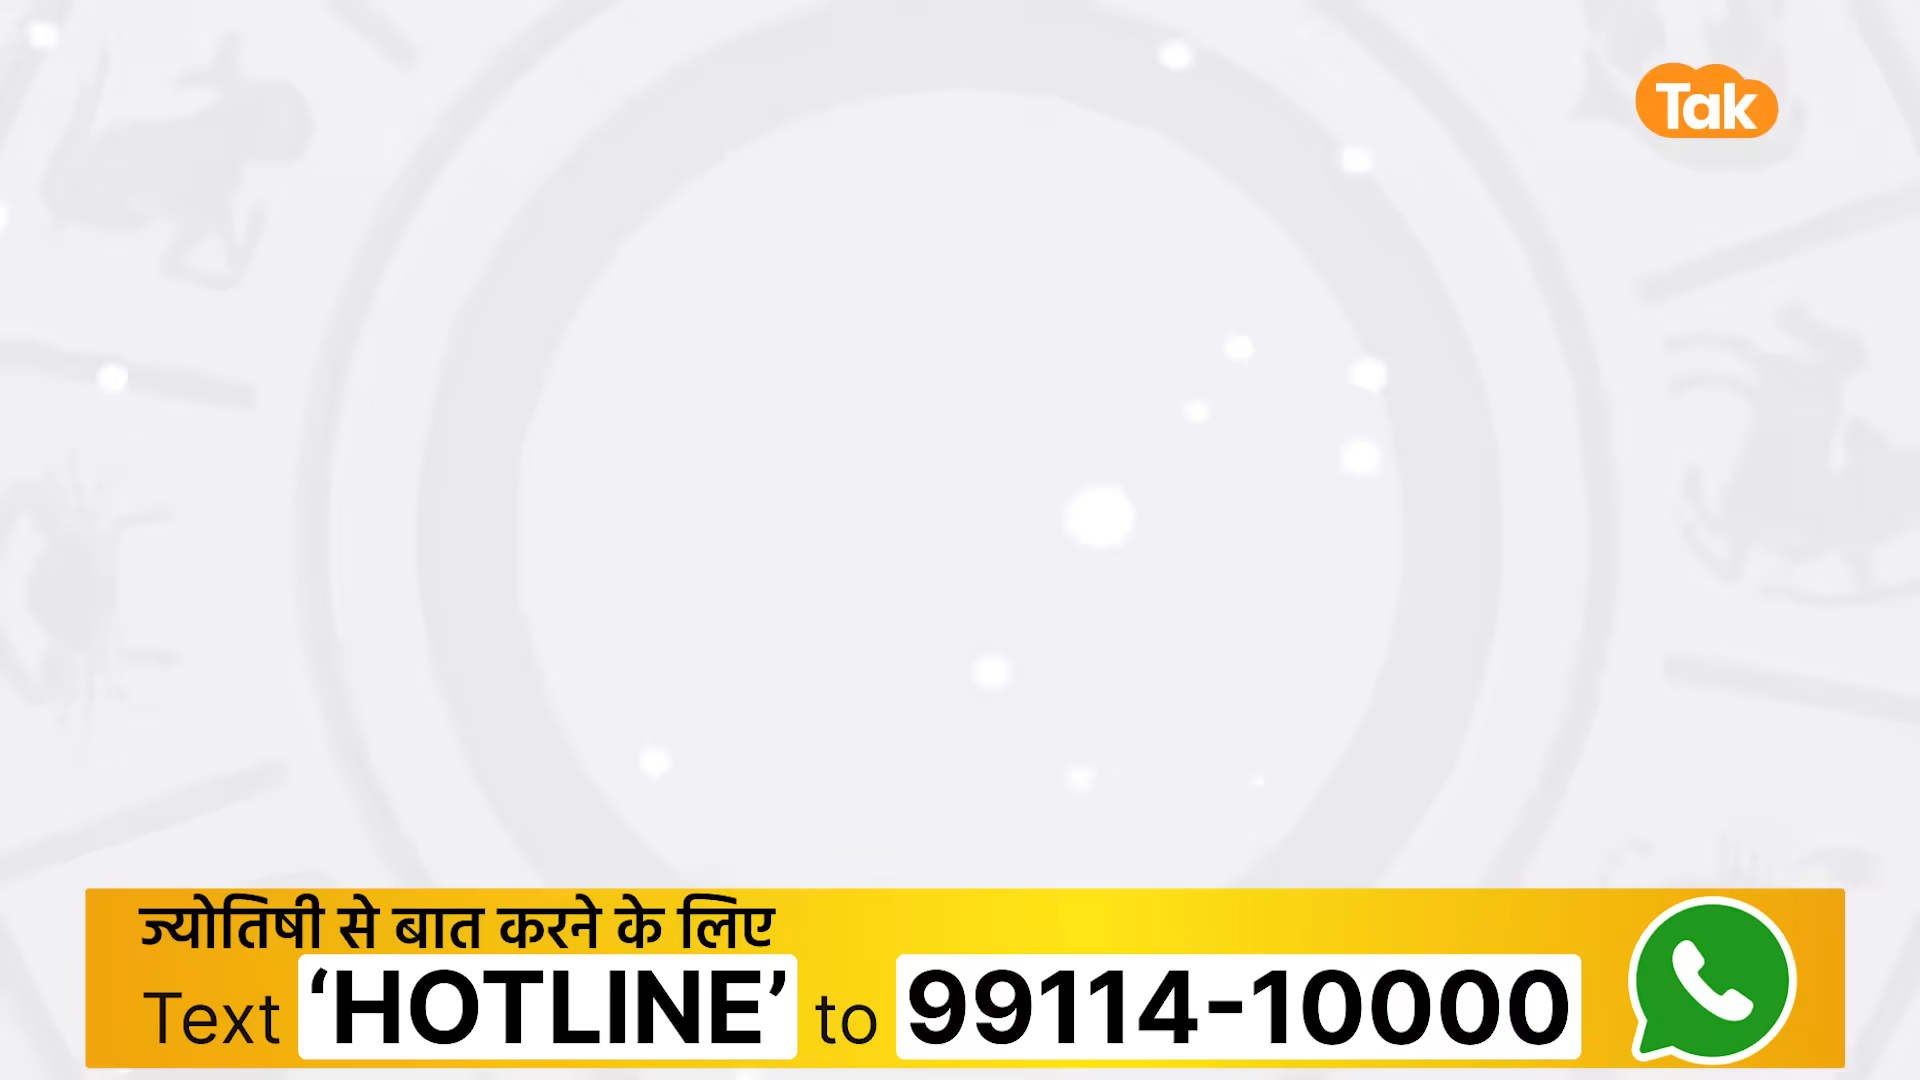 Tak
ज्योतिषी से बात करने के लिए
Text ‘HOTLINE’ to 99114-10000